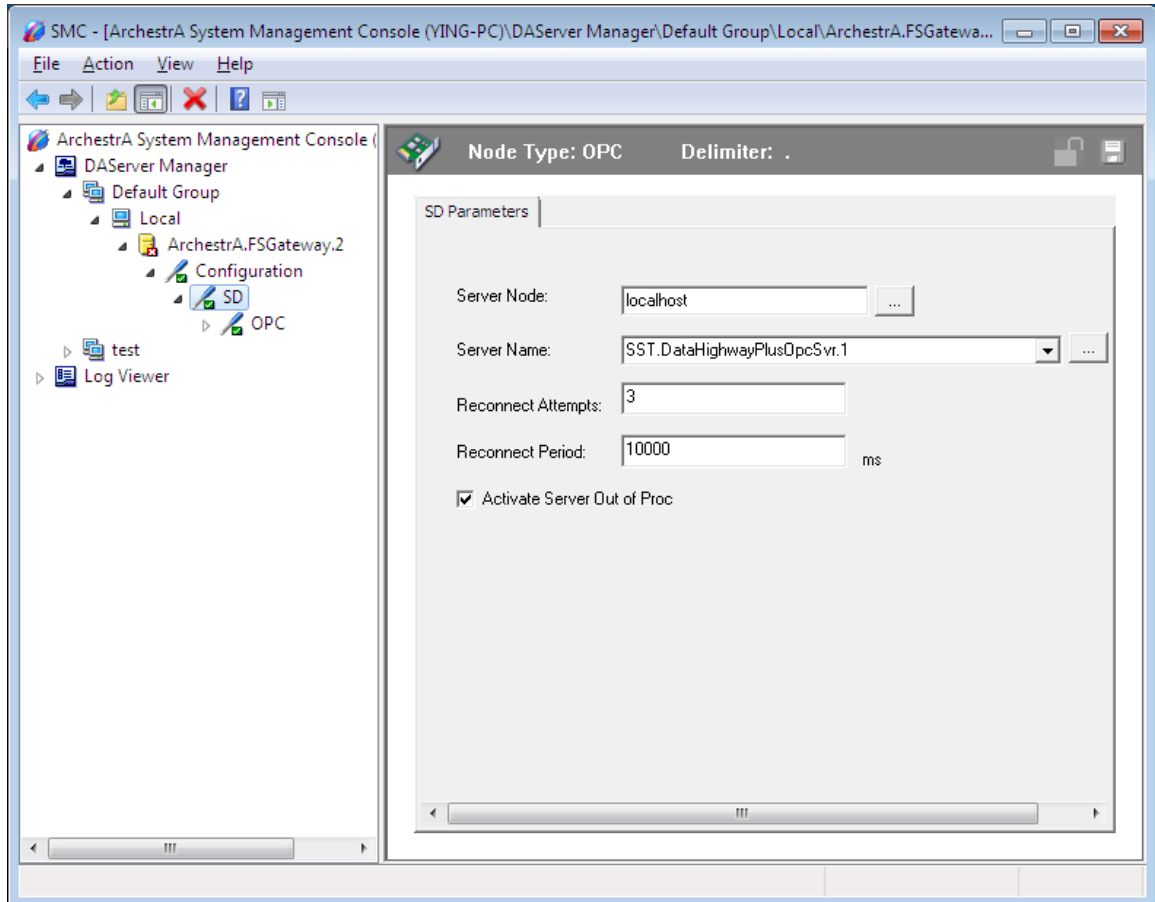 SMC - [ArchestrA System Management Console (YING-PC)\DAServer Manager\Default Group\Local\ArchestrA.FSGatewa...
File Action View Help
ArchestrA System Management Console (
DAServer Manager
Default Group
Local
ArchestrA.FSGateway.2
Configuration
SD
OPC
test
Log Viewer
Node Type: OPC Delimiter: .
SD Parameters
Server Node: localhost ...
Server Name: SST.DataHighwayPlusOpcSvr.1 ...
Reconnect Attempts: 3
Reconnect Period: 10000 ms
Activate Server Out of Proc